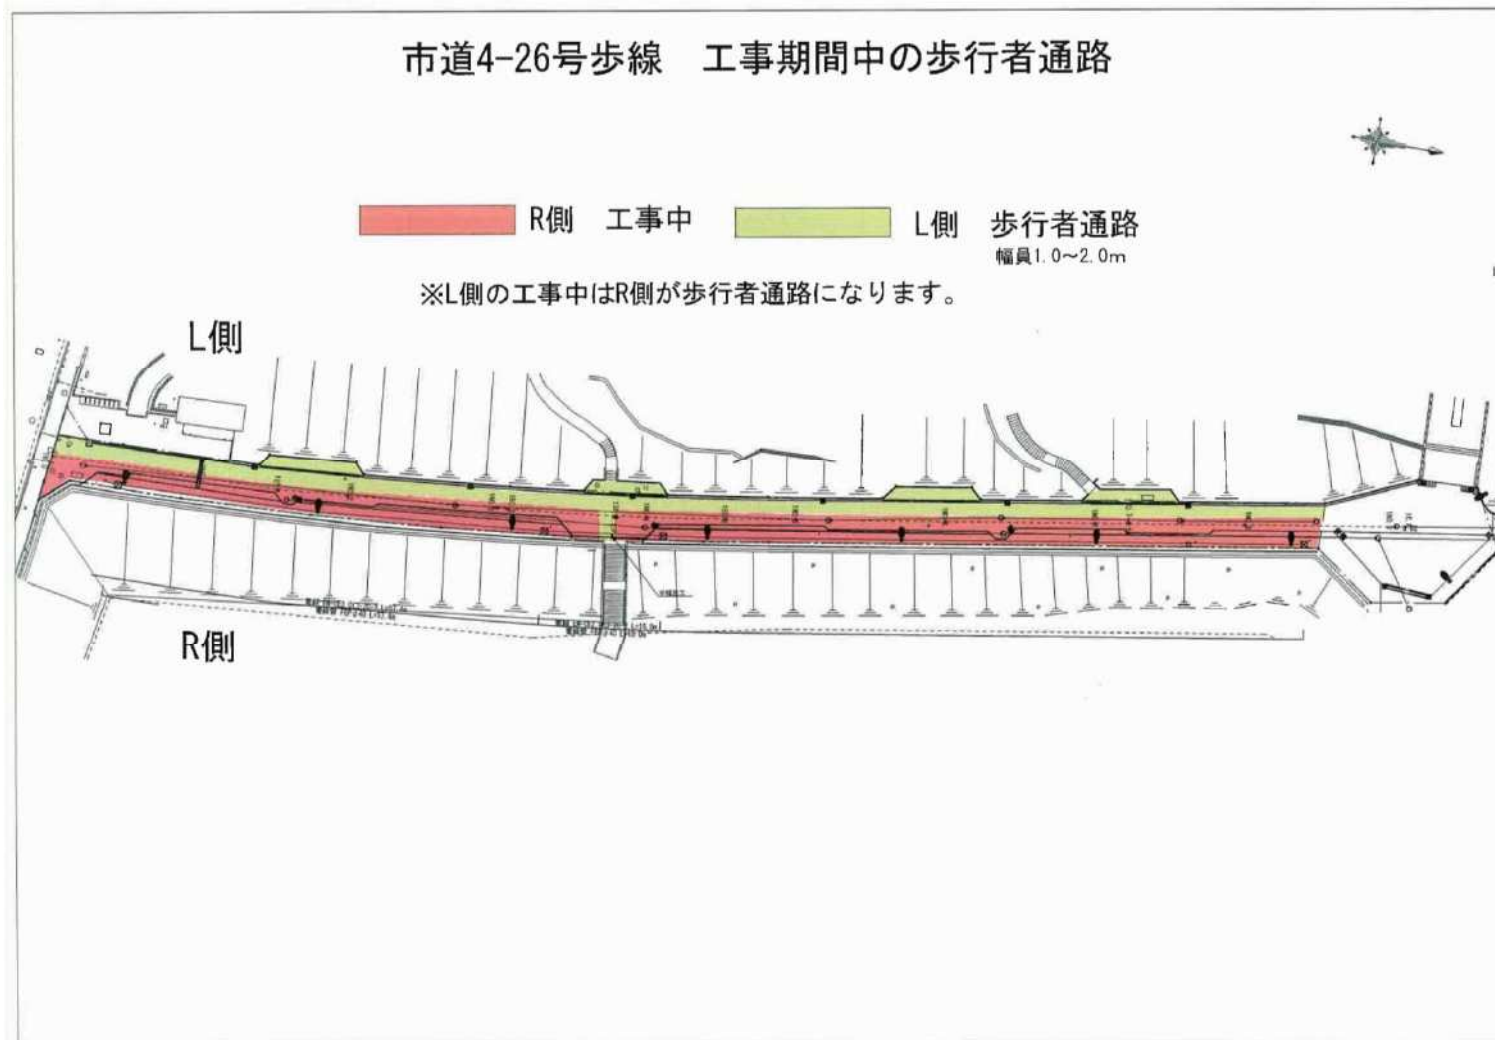 市道4-26号歩線　工事期間中の歩行者通路
R側　工事中
L側　歩行者通路
幅員1.0～2.0m
※L側の工事中はR側が歩行者通路になります。
L側
R側